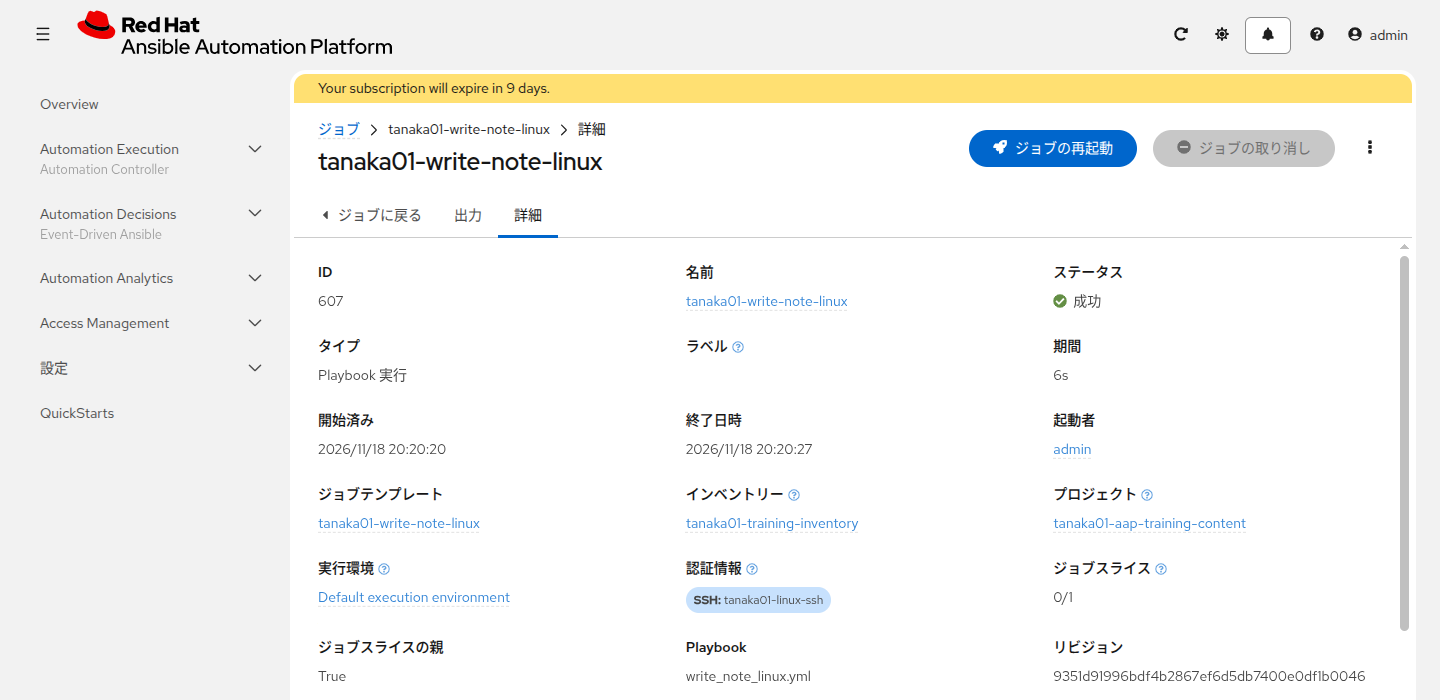 Red Hat
Ansible Automation Platform
admin
Overview
Automation Execution
Automation Controller
Automation Decisions
Event-Driven Ansible
Automation Analytics
Access Management
設定
QuickStarts
Your subscription will expire in 9 days.
ジョブ > tanaka01-write-note-linux > 詳細
tanaka01-write-note-linux
ジョブの再起動
ジョブの取り消し
ジョブに戻る 出力 詳細
ID 名前 ステータス
607 tanaka01-write-note-linux 成功
タイプ ラベル 期間
Playbook 実行 6s
開始済み 終了日時 起動者
2026/11/18 20:20:20 2026/11/18 20:20:27 admin
ジョブテンプレート インベントリー プロジェクト
tanaka01-write-note-linux tanaka01-training-inventory tanaka01-aap-training-content
実行環境 認証情報 ジョブスライス
Default execution environment SSH: tanaka01-linux-ssh 0/1
ジョブスライスの親 Playbook リビジョン
True write_note_linux.yml 9351d91996bdf4b2867ef6d5db7400e0df1b0046